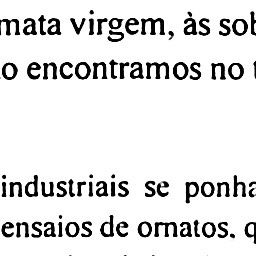 mata virgem, às sob
o encontramos no t
industriais se ponha
ensaios de ornatos. q